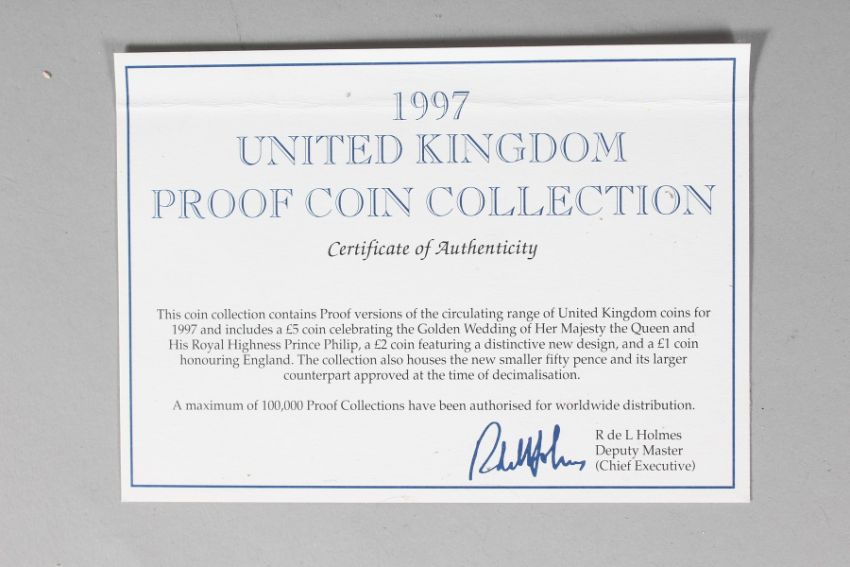 1997
UNITED KINGDOM
PROOF COIN COLLECTION
Certificate of Authenticity
This coin collection contains Proof versions of the circulating range of United Kingdom coins for
1997 and includes a £5 coin celebrating the Golden Wedding of Her Majesty the Queen and
His Royal Highness Prince Philip, a £2 coin featuring a distinctive new design, and a £1 coin
honouring England. The collection also houses the new smaller fifty pence and its larger
counterpart approved at the time of decimalisation.
A maximum of 100,000 Proof Collections have been authorised for worldwide distribution.
R de L Holmes
R de L Holmes
Deputy Master
(Chief Executive)